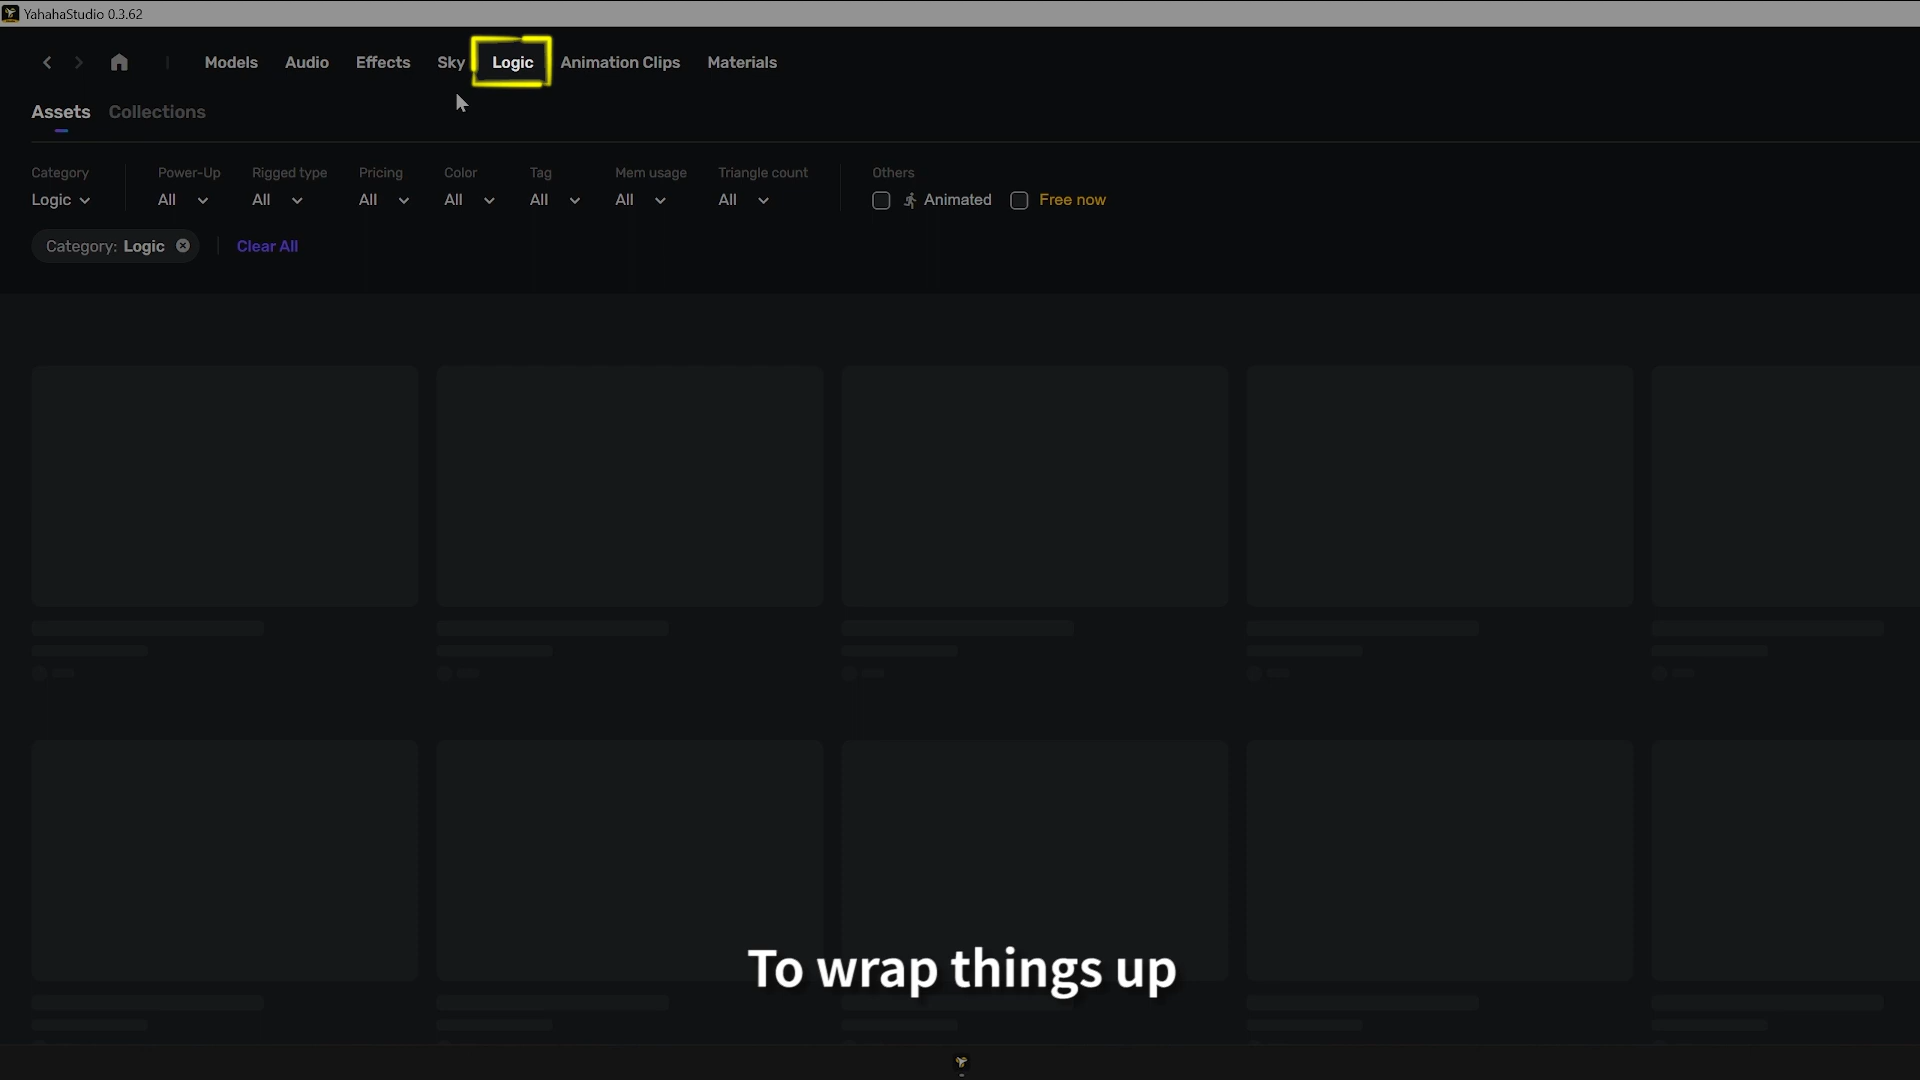 YahahaStudio 0.3.62
Models Audio Effects Sky Logic Animation Clips Materials
Assets Collections
Category Power-Up Rigged type Pricing Color Tag Mem usage Triangle count Others
Logic All All All All All All All Animated Free now
Category: Logic Clear All
To wrap things up